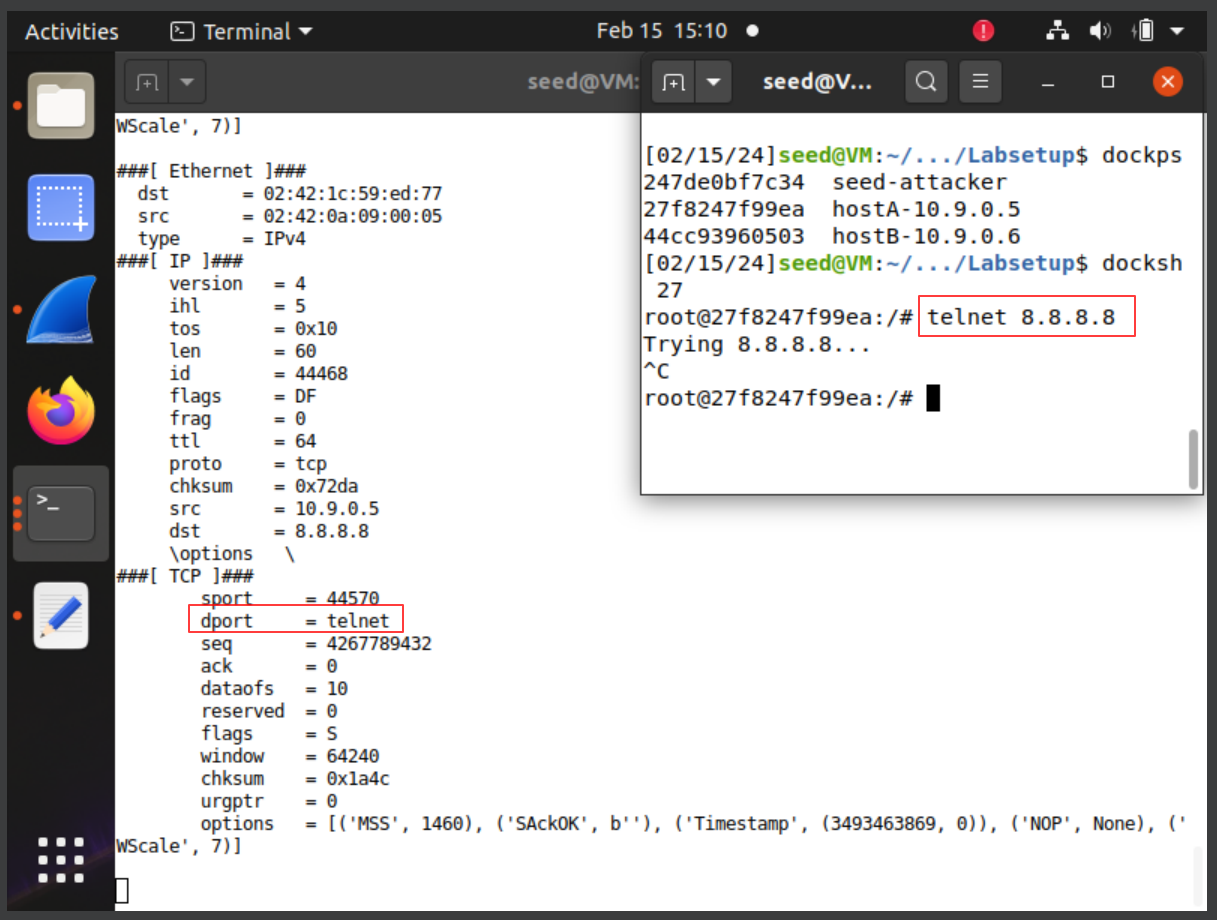 Activities Terminal Feb 15 15:10
seed@VM:
WScale', 7)]
###[ Ethernet ]###
dst = 02:42:1c:59:ed:77
src = 02:42:0a:09:00:05
type = IPv4
###[ IP ]###
version = 4
ihl = 5
tos = 0x10
len = 60
id = 44468
flags = DF
frag = 0
ttl = 64
proto = tcp
chksum = 0x72da
src = 10.9.0.5
dst = 8.8.8.8
\options \
###[ TCP ]###
sport = 44570
dport = telnet
seq = 4267789432
ack = 0
dataofs = 10
reserved = 0
flags = S
window = 64240
chksum = 0x1a4c
urgptr = 0
options = [('MSS', 1460), ('SAckOK', b''), ('Timestamp', (3493463869, 0)), ('NOP', None), ('
WScale', 7)]
seed@V...
[02/15/24]seed@VM:~/.../Labsetup$ dockps
247de0bf7c34 seed-attacker
27f8247f99ea hostA-10.9.0.5
44cc93960503 hostB-10.9.0.6
[02/15/24]seed@VM:~/.../Labsetup$ docksh
27
root@27f8247f99ea:/# telnet 8.8.8.8
Trying 8.8.8.8...
^C
root@27f8247f99ea:/#